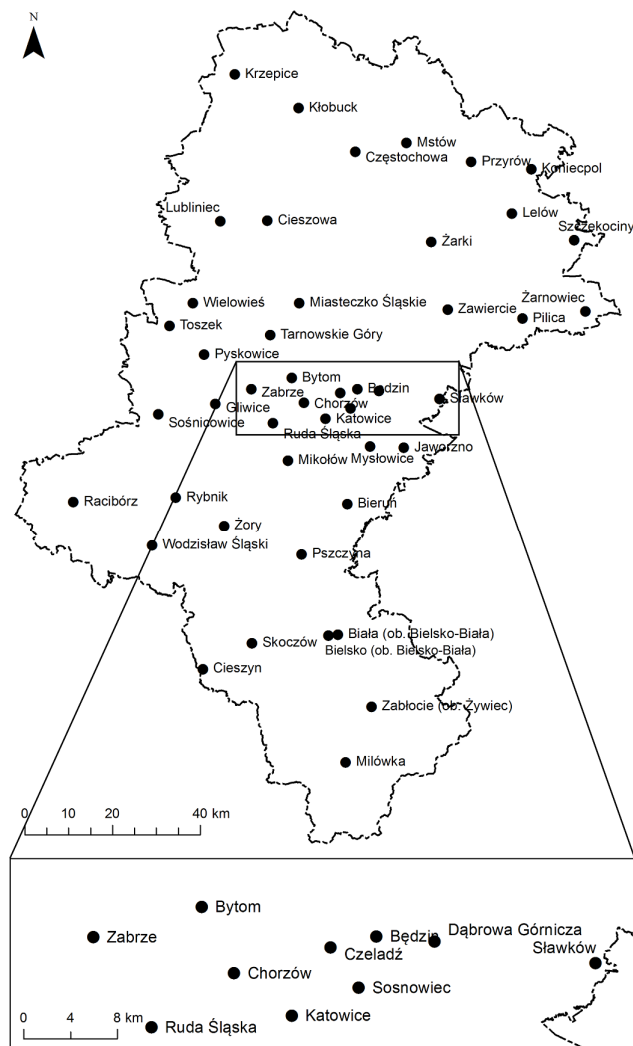 N
Krzepice
Kłobuck
Mstów
Częstochowa
Przyrów
Koniecpol
Lubliniec
Cieszowa
Lelów
Szczekociny
Żarki
Wielowieś
Miasteczko Śląskie
Zawiercie
Żarnowiec
Pilica
Toszek
Tarnowskie Góry
Pyskowice
Bytom
Zabrze
Będzin
Sławków
Gliwice
Chorzów
Sośnicowice
Katowice
Ruda Śląska
Mikołów
Mysłowice
Jaworzno
Racibórz
Rybnik
Bieruń
Żory
Wodzisław Śląski
Pszczyna
Skoczów
Biała (ob. Bielsko-Biała)
Bielsko (ob. Bielsko-Biała)
Cieszyn
Zabłocie (ob. Żywiec)
Milówka
0 10 20 40 km
Bytom
Zabrze
Będzin
Dąbrowa Górnicza
Sławków
Czeladź
Chorzów
Sosnowiec
Katowice
Ruda Śląska
0 4 8 km